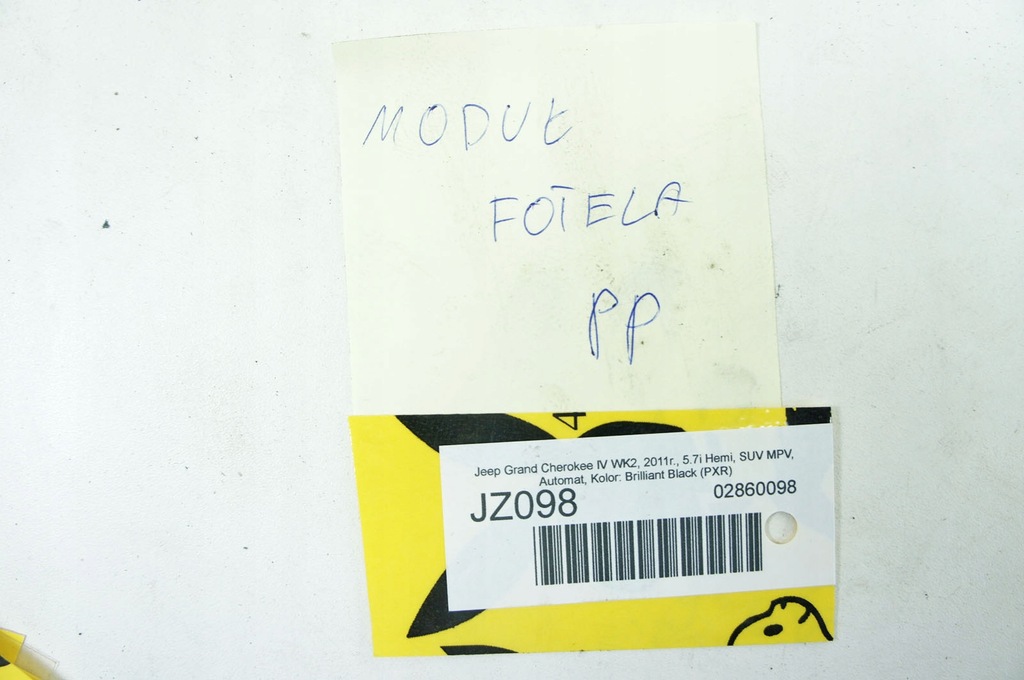 MODUŁ
FOTELA
PP
4
Jeep Grand Cherokee IV WK2, 2011r., 5.7i Hemi, SUV MPV,
Automat, Kolor: Brilliant Black (PXR)
JZ098 02860098